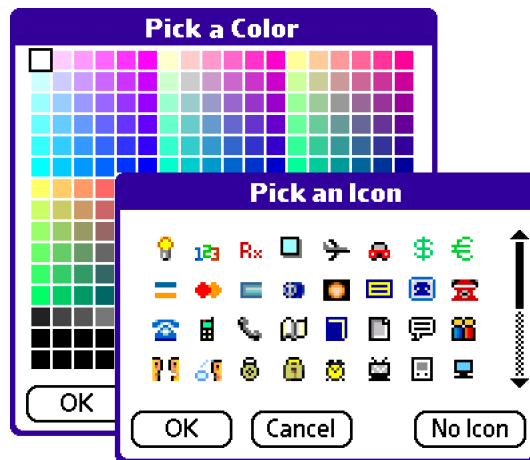 Pick a Color
Pick an Icon
123 Rx $ €
OK
OK Cancel No Icon